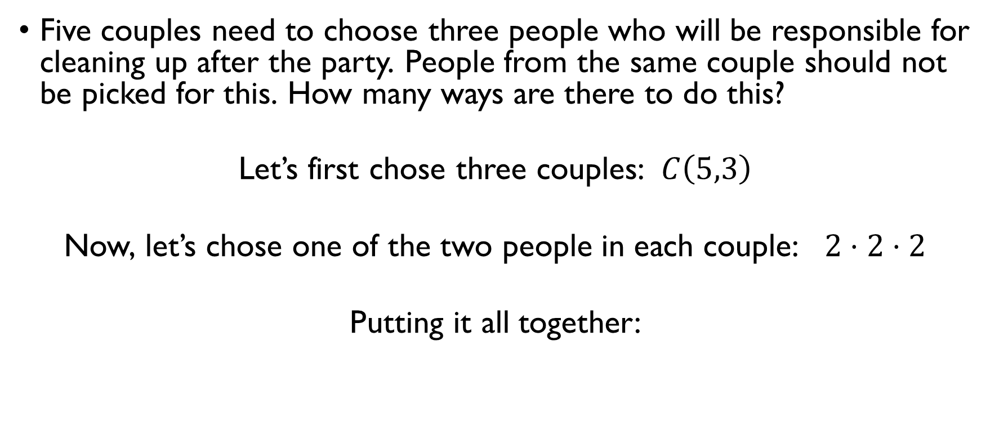 • Five couples need to choose three people who will be responsible for
cleaning up after the party. People from the same couple should not
be picked for this. How many ways are there to do this?
Let’s first chose three couples: 𝐶(5,3)
Now, let’s chose one of the two people in each couple: 2 · 2 · 2
Putting it all together: